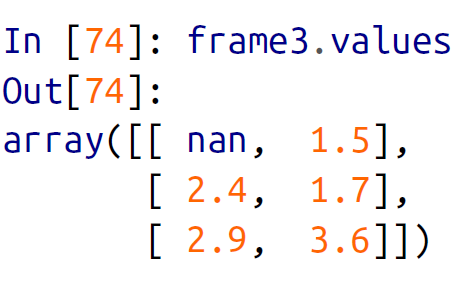 In [74]: frame3.values
Out[74]:
array([[ nan,  1.5],
       [ 2.4,  1.7],
       [ 2.9,  3.6]])